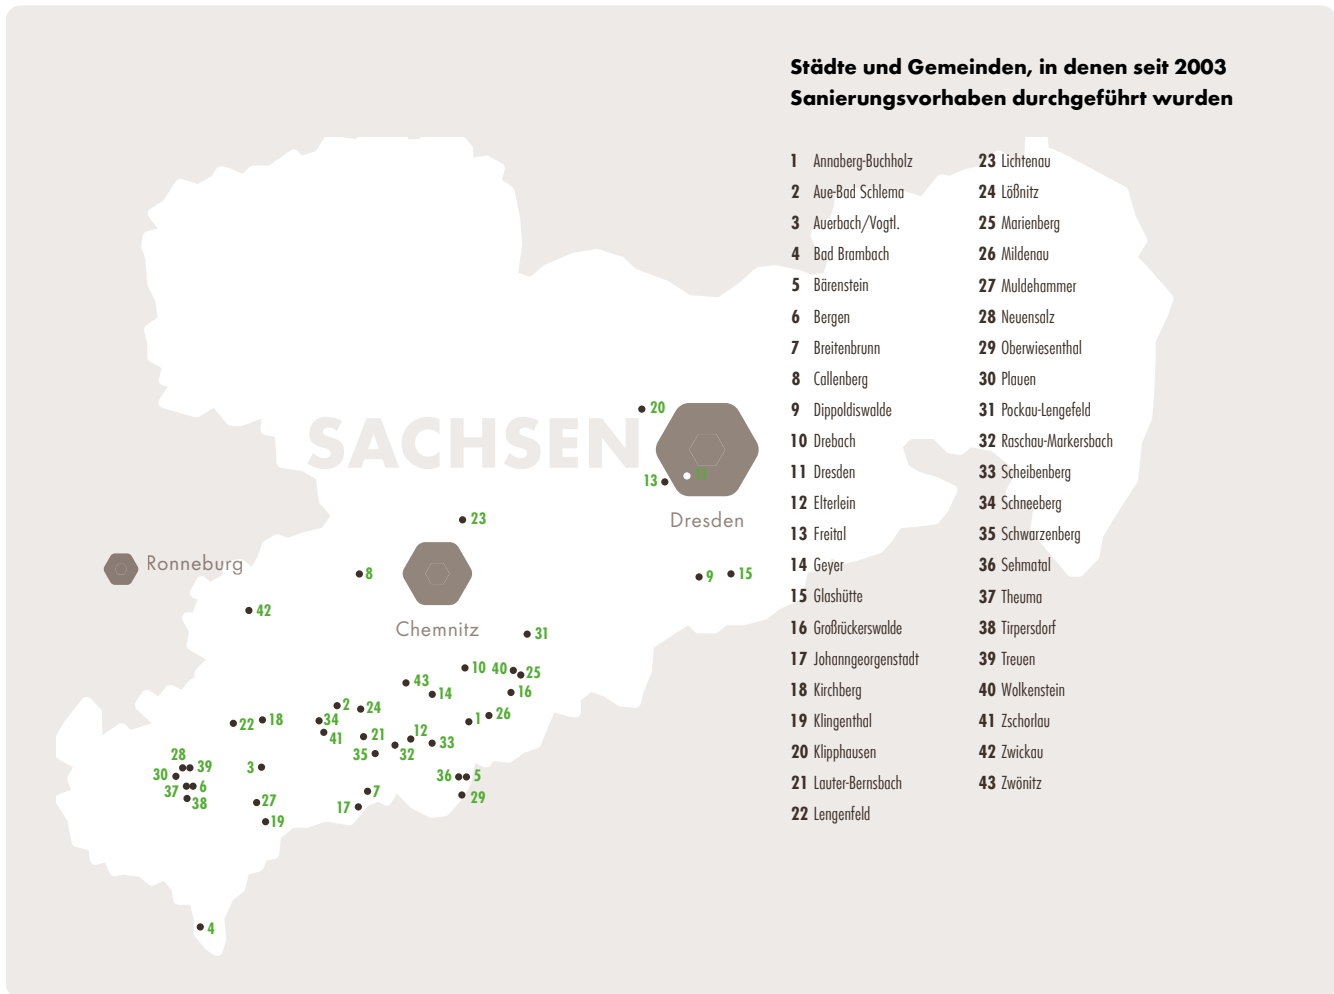 Städte und Gemeinden, in denen seit 2003
Sanierungsvorhaben durchgeführt wurden
1 Annaberg-Buchholz
2 Aue-Bad Schlema
3 Auerbach/Vogtl.
4 Bad Brambach
5 Bärenstein
6 Bergen
7 Breitenbrunn
8 Callenberg
9 Dippoldiswalde
10 Drebach
11 Dresden
12 Elterlein
13 Freital
14 Geyer
15 Glashütte
16 Großrückerswalde
17 Johanngeorgenstadt
18 Kirchberg
19 Klingenthal
20 Klipphausen
21 Lauter-Bernsbach
22 Lengenfeld
23 Lichtenau
24 Lößnitz
25 Marienberg
26 Mildenau
27 Muldehammer
28 Neuensalz
29 Oberwiesenthal
30 Plauen
31 Pockau-Lengefeld
32 Raschau-Markersbach
33 Scheibenberg
34 Schneeberg
35 Schwarzenberg
36 Sehmatal
37 Theuma
38 Tirpersdorf
39 Treuen
40 Wolkenstein
41 Zschorlau
42 Zwickau
43 Zwönitz
20
SACHSEN
11
13
Dresden
23
Ronneburg
8
9
15
42
Chemnitz
31
10
40
25
43
14
16
2
24
26
22
18
34
1
41
21
12
33
35
32
28
39
3
30
36
5
37
6
7
29
38
27
17
19
4